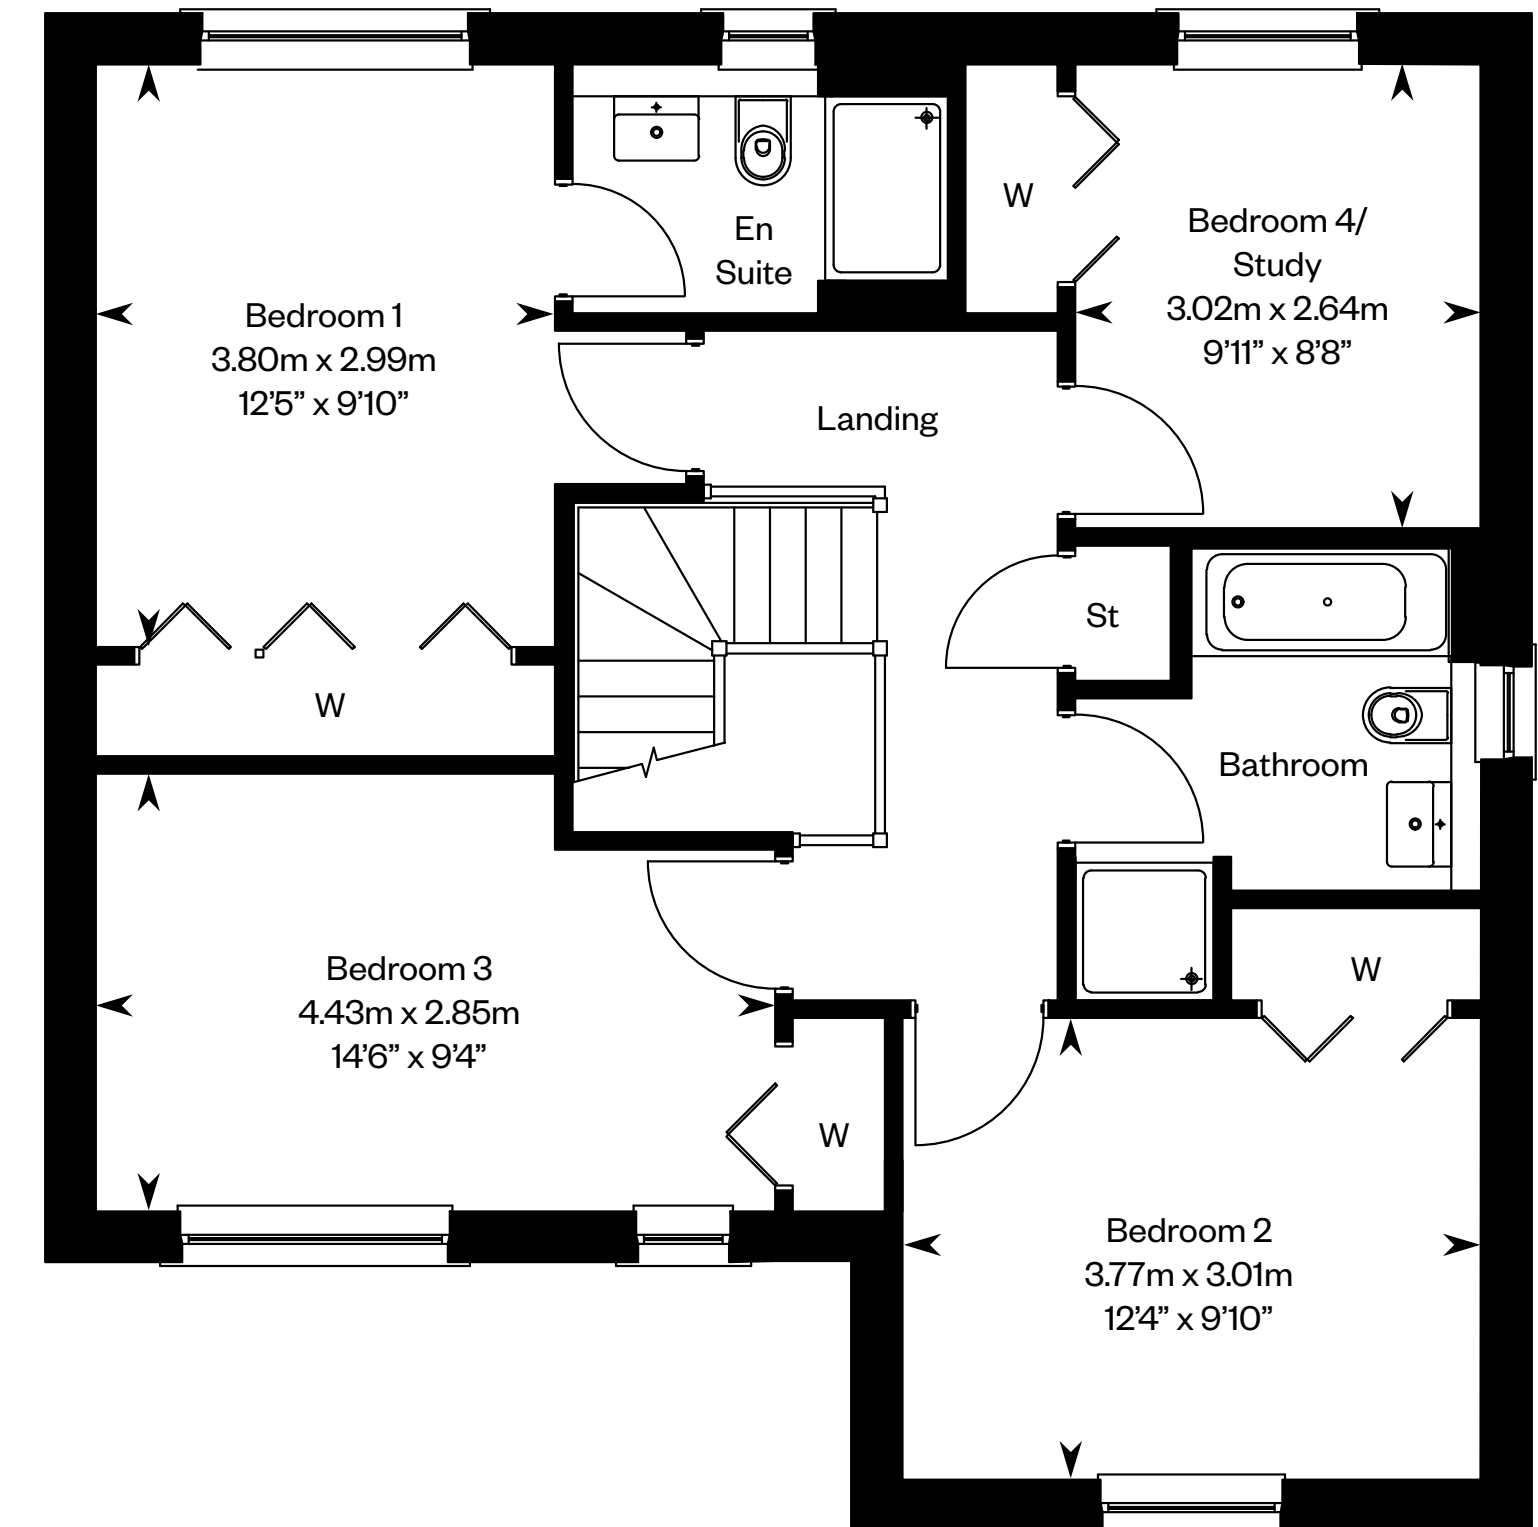 En
Suite
W
Bedroom 4/
Study
3.02m x 2.64m
9'11” x 8'8”
Bedroom 1
3.80m x 2.99m
12'5” x 9'10”
Landing
St
W
Bathroom
Bedroom 3
4.43m x 2.85m
14'6” x 9'4”
W
W
Bedroom 2
3.77m x 3.01m
12'4” x 9'10”